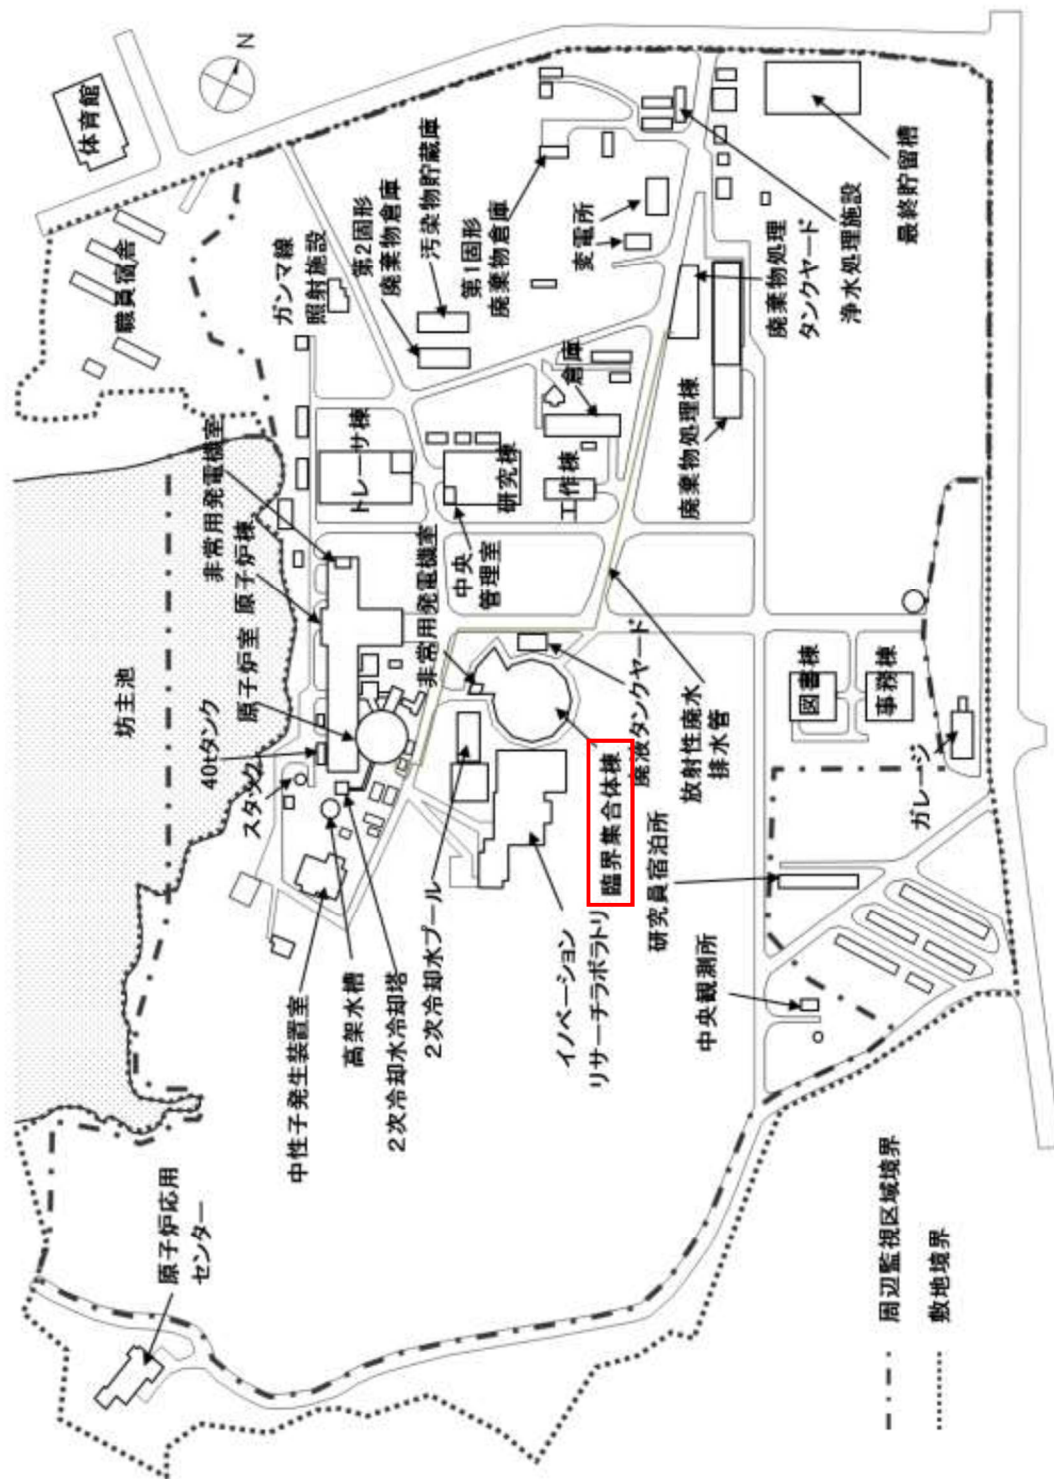 体育館
N
職員宿舎
坊主池
ガンマ線
照射施設
第2固形
廃棄物倉庫
汚染物貯蔵庫
第1固形
廃棄物倉庫
変電所
廃棄物処理
タンクヤード
浄水処理施設
最終貯留槽
非常用発電機室
原子炉棟
原子炉室
40tタンク
スタック
トレーサ棟
研究棟
中央
管理室
工作棟
倉庫
廃棄物処理棟
非常用発電機室
廃液タンクヤード
放射性廃水
排水管
図書棟
事務棟
ガレージ
臨界集合体棟
研究員宿泊所
中央観測所
イノベーション
リサーチラボラトリ
2次冷却水プール
2次冷却水冷却塔
高架水槽
中性子発生装置室
原子炉応用
センター
周辺監視区域境界
敷地境界